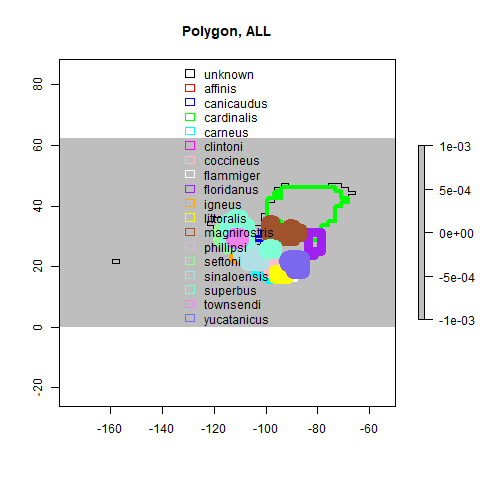 Polygon, ALL
unknown
affinis
canicaudus
cardinalis
carneus
clintoni
coccineus
flammiger
floridanus
igneus
littoralis
magnirostris
phillipsi
seftoni
sinaloensis
superbus
townsendi
yucatanicus
80
60
40
20
0
-20
-160
-140
-120
-100
-80
-60
1e-03
5e-04
0e+00
-5e-04
-1e-03